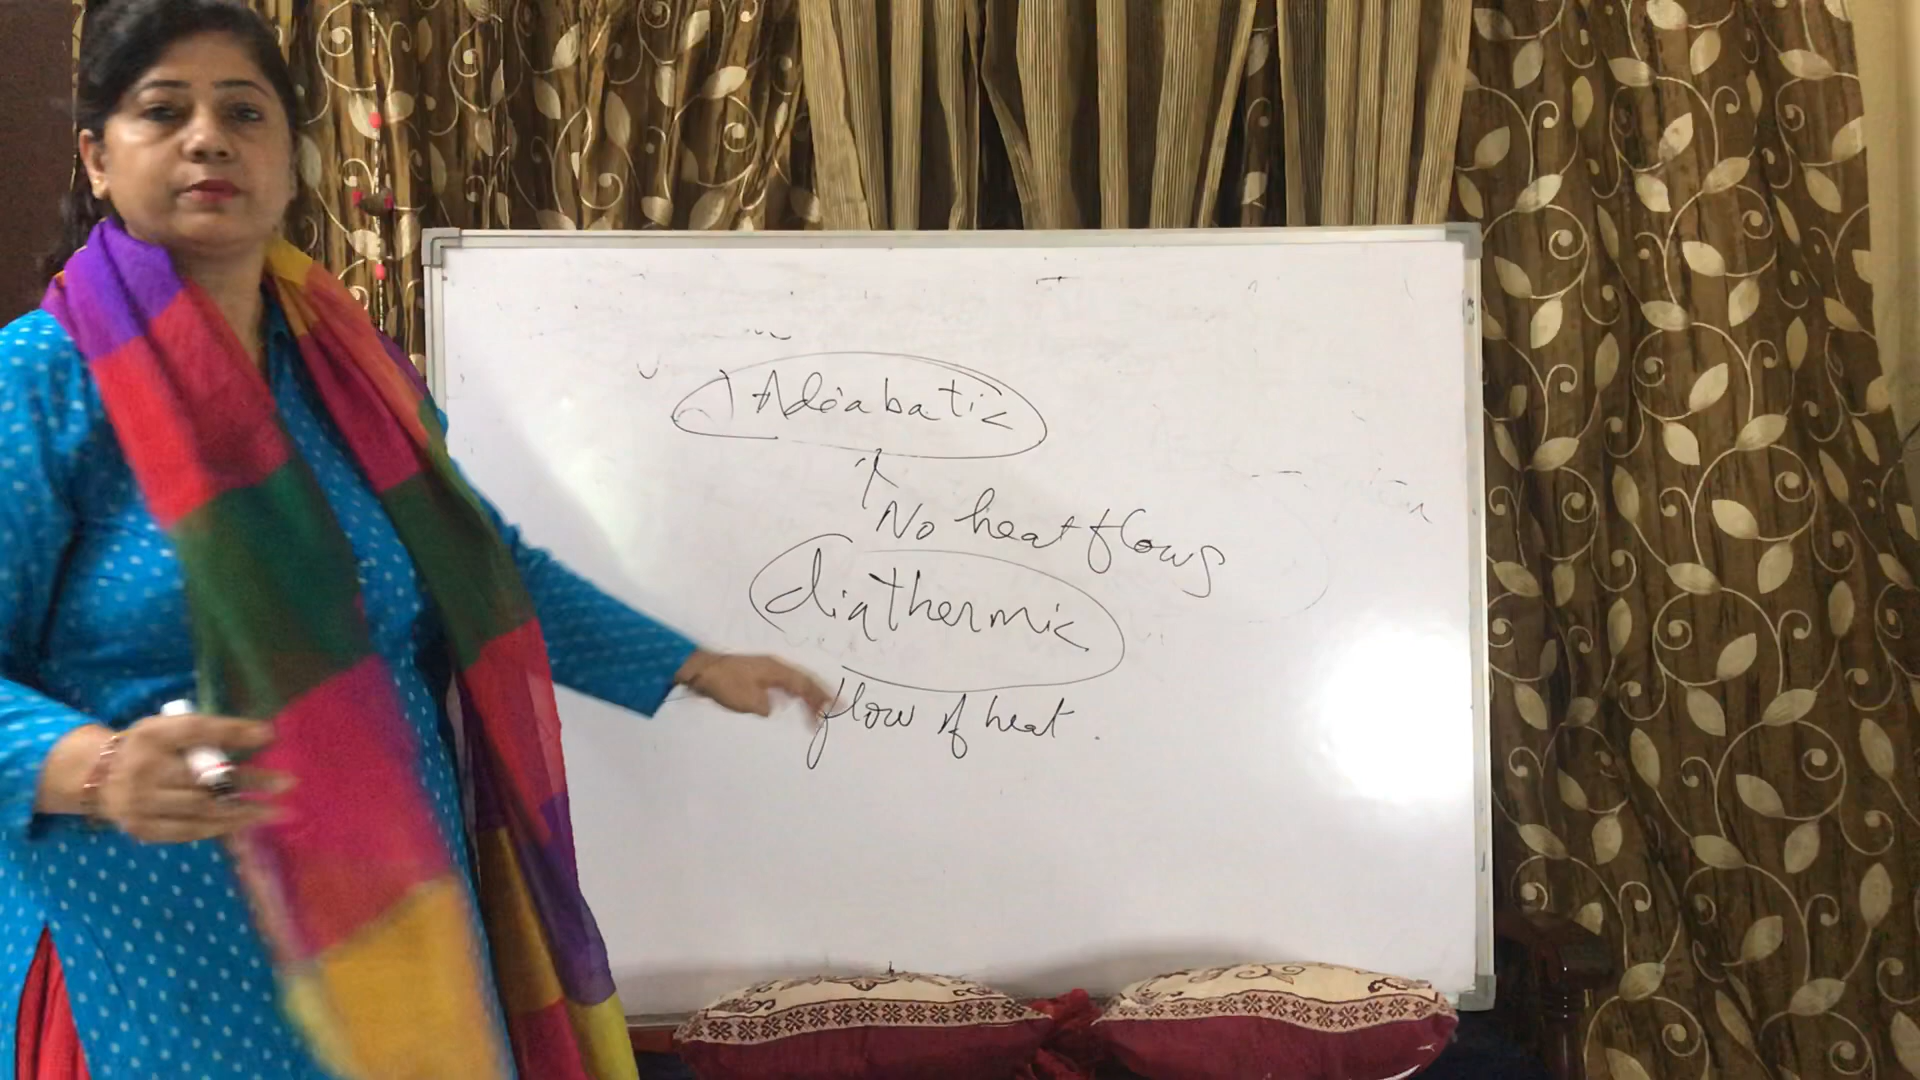 Adiabatic
No heat flows
diathermic
flow of heat.